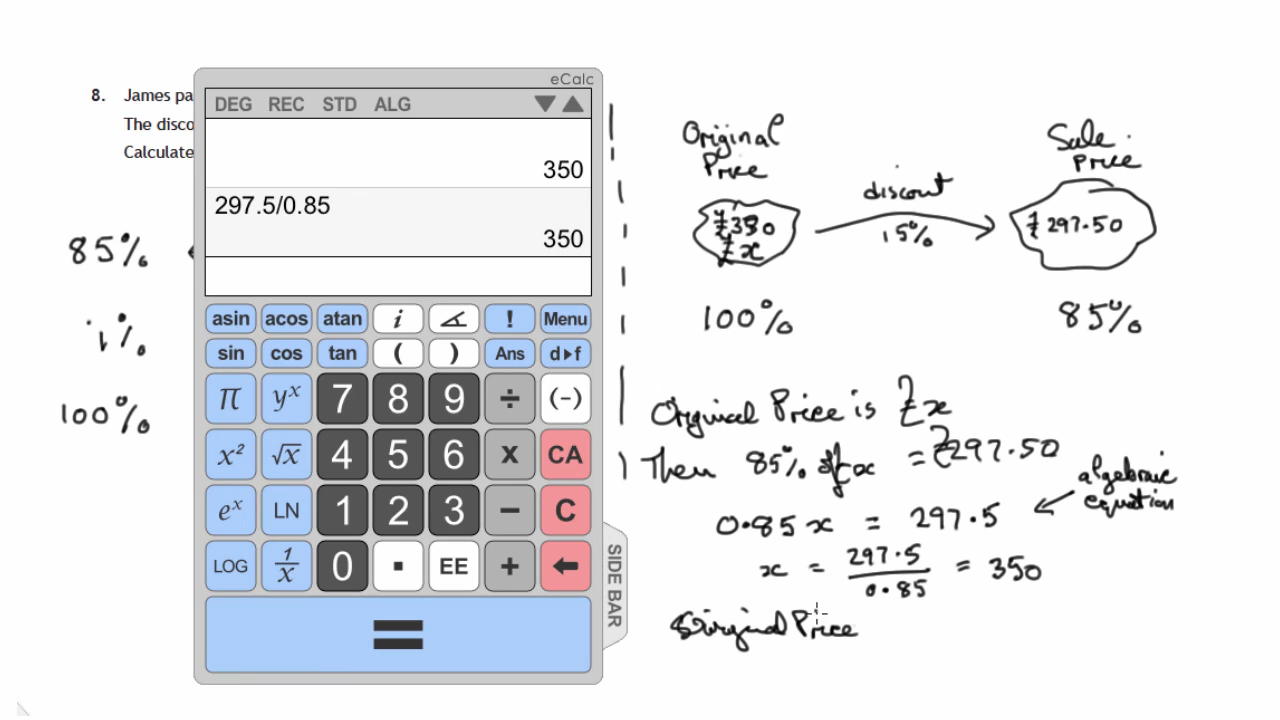 8. James pa
The disco
Calculate
85%
1%
100%
eCalc
DEG REC STD ALG
350
297.5/0.85
350
asin acos atan i ∠ ! Menu
sin cos tan ( ) Ans d▸f
π yˣ 7 8 9 ÷ (−)
x² √x 4 5 6 x CA
eˣ LN 1 2 3 − C
LOG 1/x 0 . EE +
=
SIDE BAR
Original
Price
£350
£x
100%
discout
15%
Sale
Price
£297.50
85%
Original Price is £x
Then 85% of £x = £297.50
0.85x = 297.5
algebraic
equation
x = 297.5/0.85 = 350
Price